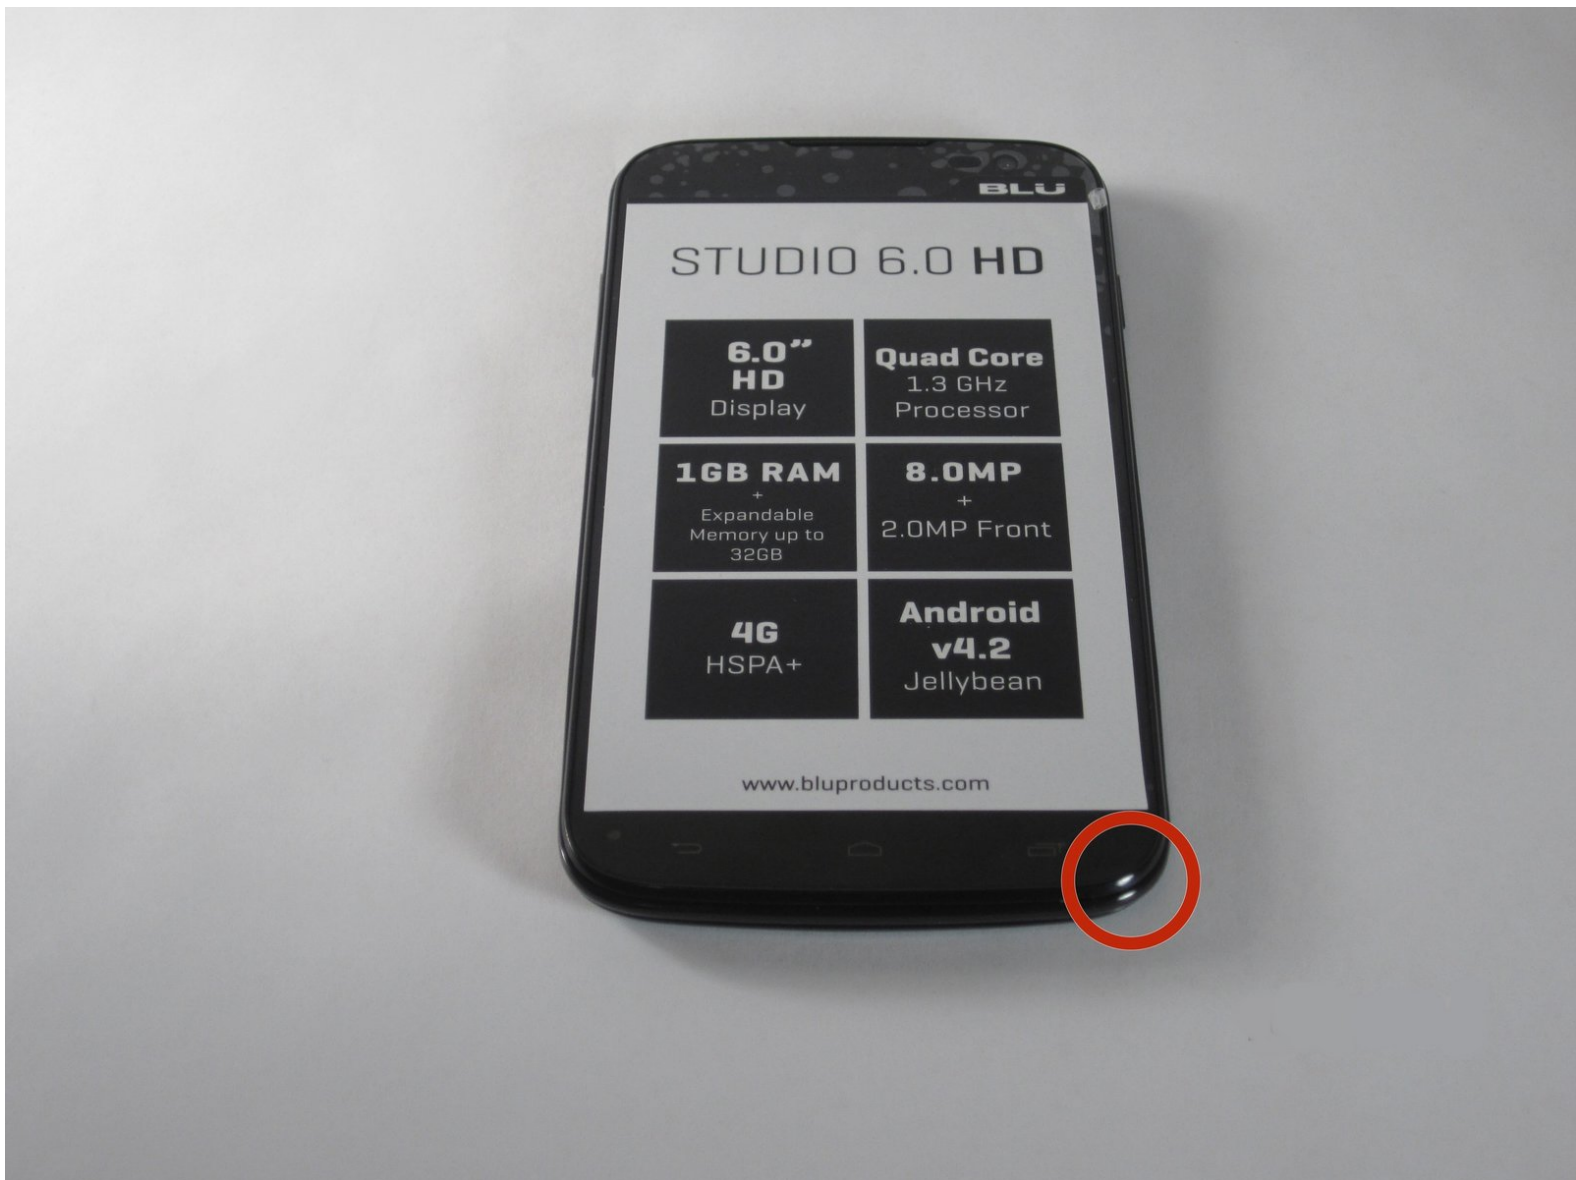 BLU
STUDIO 6.0 HD
6.0”
HD
Display
Quad Core
1.3 GHz
Processor
1GB RAM
+
Expandable
Memory up to
32GB
8.0MP
+
2.0MP Front
4G
HSPA+
Android
v4.2
Jellybean
www.bluproducts.com